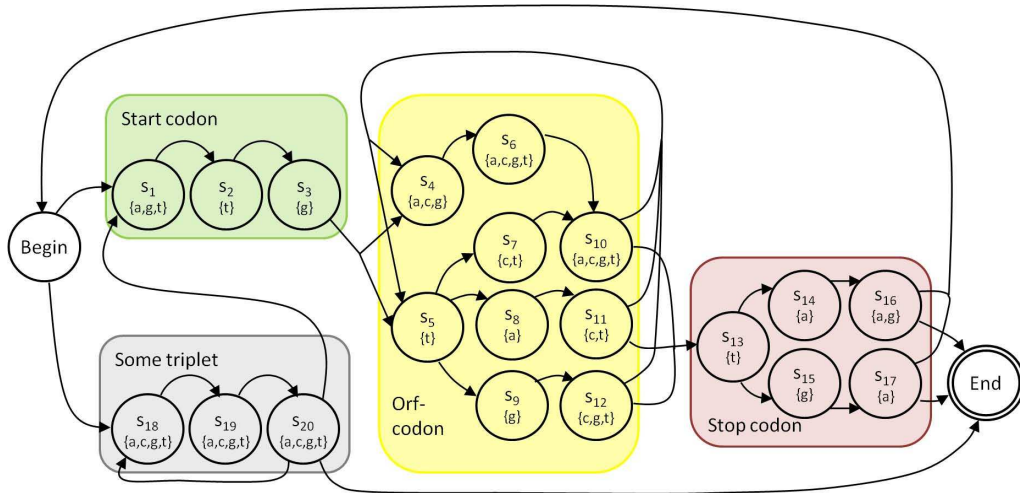 Start codon
s1
{a,g,t}
s2
{t}
s3
{g}
Begin
Some triplet
s18
{a,c,g,t}
s19
{a,c,g,t}
s20
{a,c,g,t}
s4
{a,c,g}
s6
{a,c,g,t}
s7
{c,t}
s10
{a,c,g,t}
s5
{t}
s8
{a}
s11
{c,t}
s9
{g}
s12
{c,g,t}
Orf-
codon
s13
{t}
s14
{a}
s16
{a,g}
s15
{g}
s17
{a}
Stop codon
End